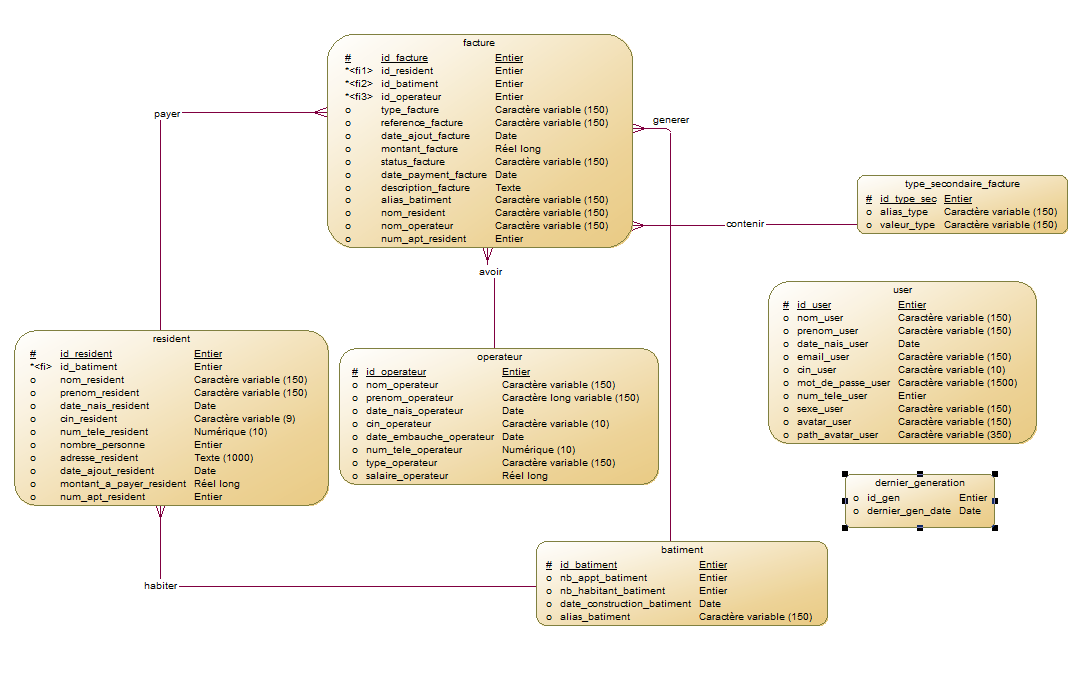 facture
# id_facture Entier
*<fi1> id_resident Entier
*<fi2> id_batiment Entier
*<fi3> id_operateur Entier
o type_facture Caractère variable (150)
o reference_facture Caractère variable (150)
o date_ajout_facture Date
o montant_facture Réel long
o status_facture Caractère variable (150)
o date_payment_facture Date
o description_facture Texte
o alias_batiment Caractère variable (150)
o nom_resident Caractère variable (150)
o nom_operateur Caractère variable (150)
o num_apt_resident Entier
payer
generer
type_secondaire_facture
# id_type_sec Entier
o alias_type Caractère variable (150)
o valeur_type Caractère variable (150)
contenir
avoir
user
# id_user Entier
o nom_user Caractère variable (150)
o prenom_user Caractère variable (150)
o date_nais_user Date
o email_user Caractère variable (150)
o cin_user Caractère variable (10)
o mot_de_passe_user Caractère variable (1500)
o num_tele_user Entier
o sexe_user Caractère variable (150)
o avatar_user Caractère variable (150)
o path_avatar_user Caractère variable (350)
resident
# id_resident Entier
*<fi> id_batiment Entier
o nom_resident Caractère variable (150)
o prenom_resident Caractère variable (150)
o date_nais_resident Date
o cin_resident Caractère variable (9)
o num_tele_resident Numérique (10)
o nombre_personne Entier
o adresse_resident Texte (1000)
o date_ajout_resident Date
o montant_a_payer_resident Réel long
o num_apt_resident Entier
operateur
# id_operateur Entier
o nom_operateur Caractère variable (150)
o prenom_operateur Caractère long variable (150)
o date_nais_operateur Date
o cin_operateur Caractère variable (10)
o date_embauche_operateur Date
o num_tele_operateur Numérique (10)
o type_operateur Caractère variable (150)
o salaire_operateur Réel long
dernier_generation
o id_gen Entier
o dernier_gen_date Date
habiter
batiment
# id_batiment Entier
o nb_appt_batiment Entier
o nb_habitant_batiment Entier
o date_construction_batiment Date
o alias_batiment Caractère variable (150)